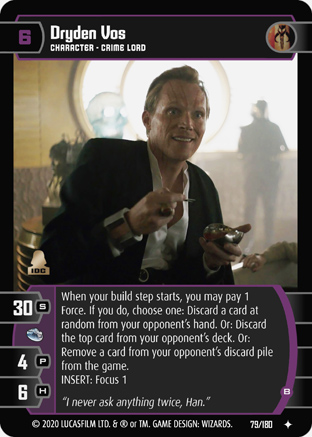 6
Dryden Vos
CHARACTER - CRIME LORD
IDC
30 S
4 P
6 H
When your build step starts, you may pay 1
Force. If you do, choose one: Discard a card at
random from your opponent's hand. Or: Discard
the top card from your opponent's deck. Or:
Remove a card from your opponent's discard pile
from the game.
INSERT: Focus 1
"I never ask anything twice, Han."
B
© 2020 LUCASFILM LTD. & ® or TM. GAME DESIGN: WIZARDS.
79/180